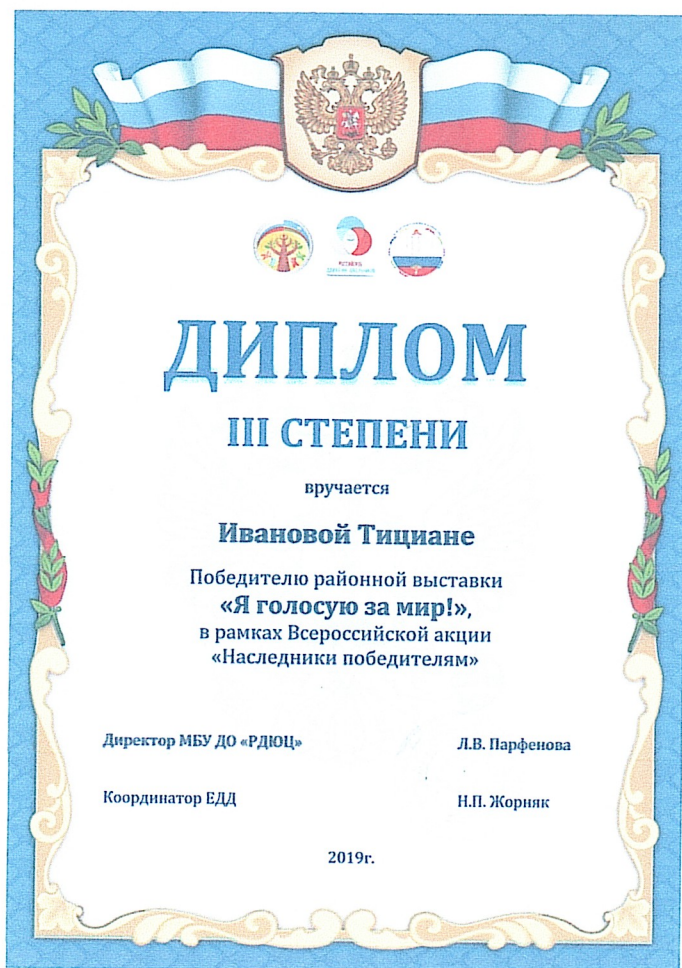 ДИПЛОМ
III СТЕПЕНИ
вручается
Ивановой Тициане
Победителю районной выставки
«Я голосую за мир!»,
в рамках Всероссийской акции
«Наследники победителям»
Директор МБУ ДО «РДЮЦ» Л.В. Парфенова
Координатор ЕДД Н.П. Жорняк
2019г.